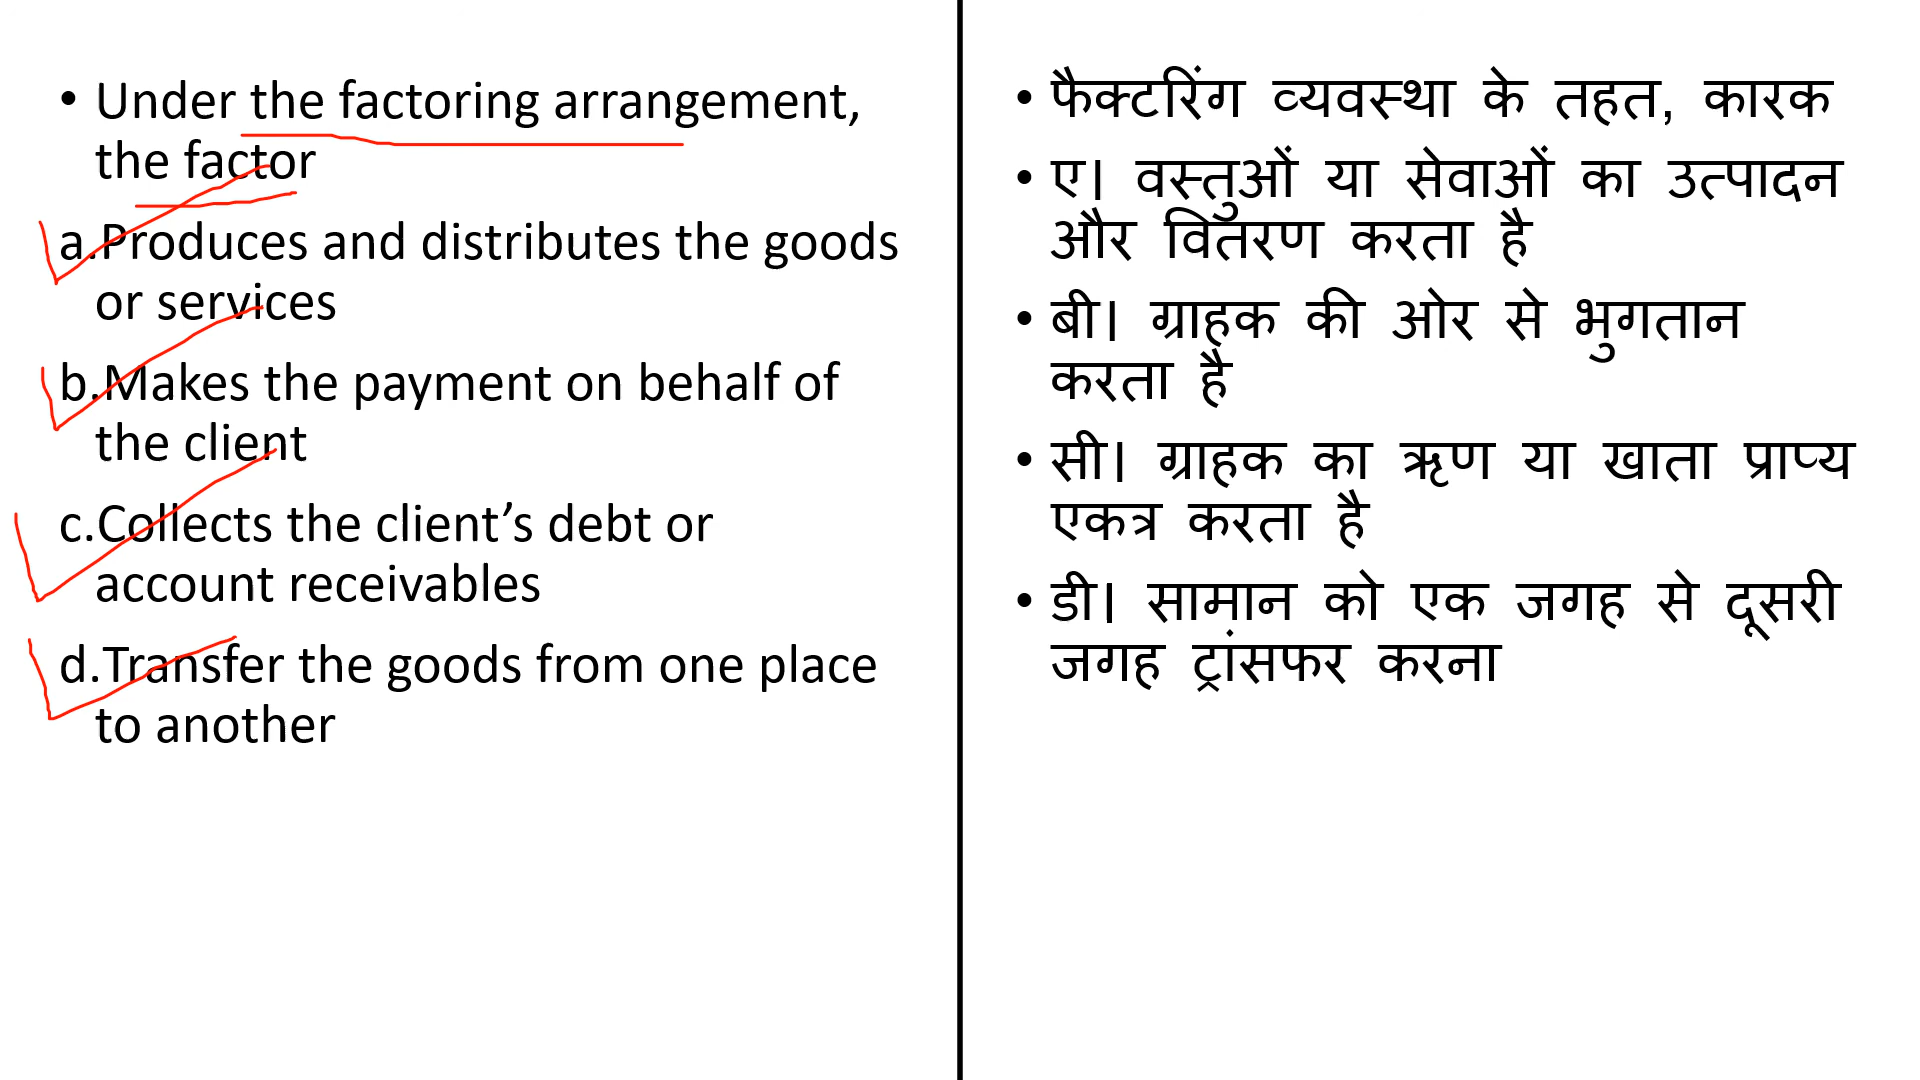 • Under the factoring arrangement,
the factor
a.Produces and distributes the goods
or services
b.Makes the payment on behalf of
the client
c.Collects the client’s debt or
account receivables
d.Transfer the goods from one place
to another
• फैक्टरिंग व्यवस्था के तहत, कारक
• ए। वस्तुओं या सेवाओं का उत्पादन
और वितरण करता है
• बी। ग्राहक की ओर से भुगतान
करता है
• सी। ग्राहक का ऋण या खाता प्राप्य
एकत्र करता है
• डी। सामान को एक जगह से दूसरी
जगह ट्रांसफर करना